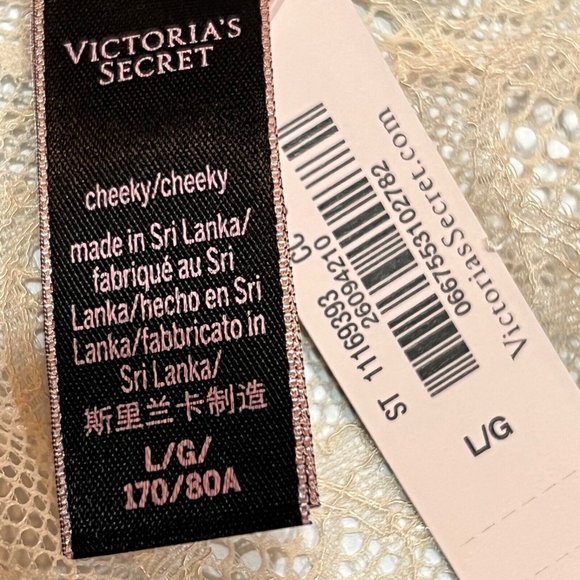 VICTORIA'S
SECRET
cheeky/cheeky
made in Sri Lanka/
fabriqué au Sri
Lanka/hecho en Sri
Lanka/fabbricato in
Sri Lanka/
斯里兰卡制造
L/G/
170/80A
ST 11169393 CC
26094210
0667553102782
VictoriasSecret.com
L/G